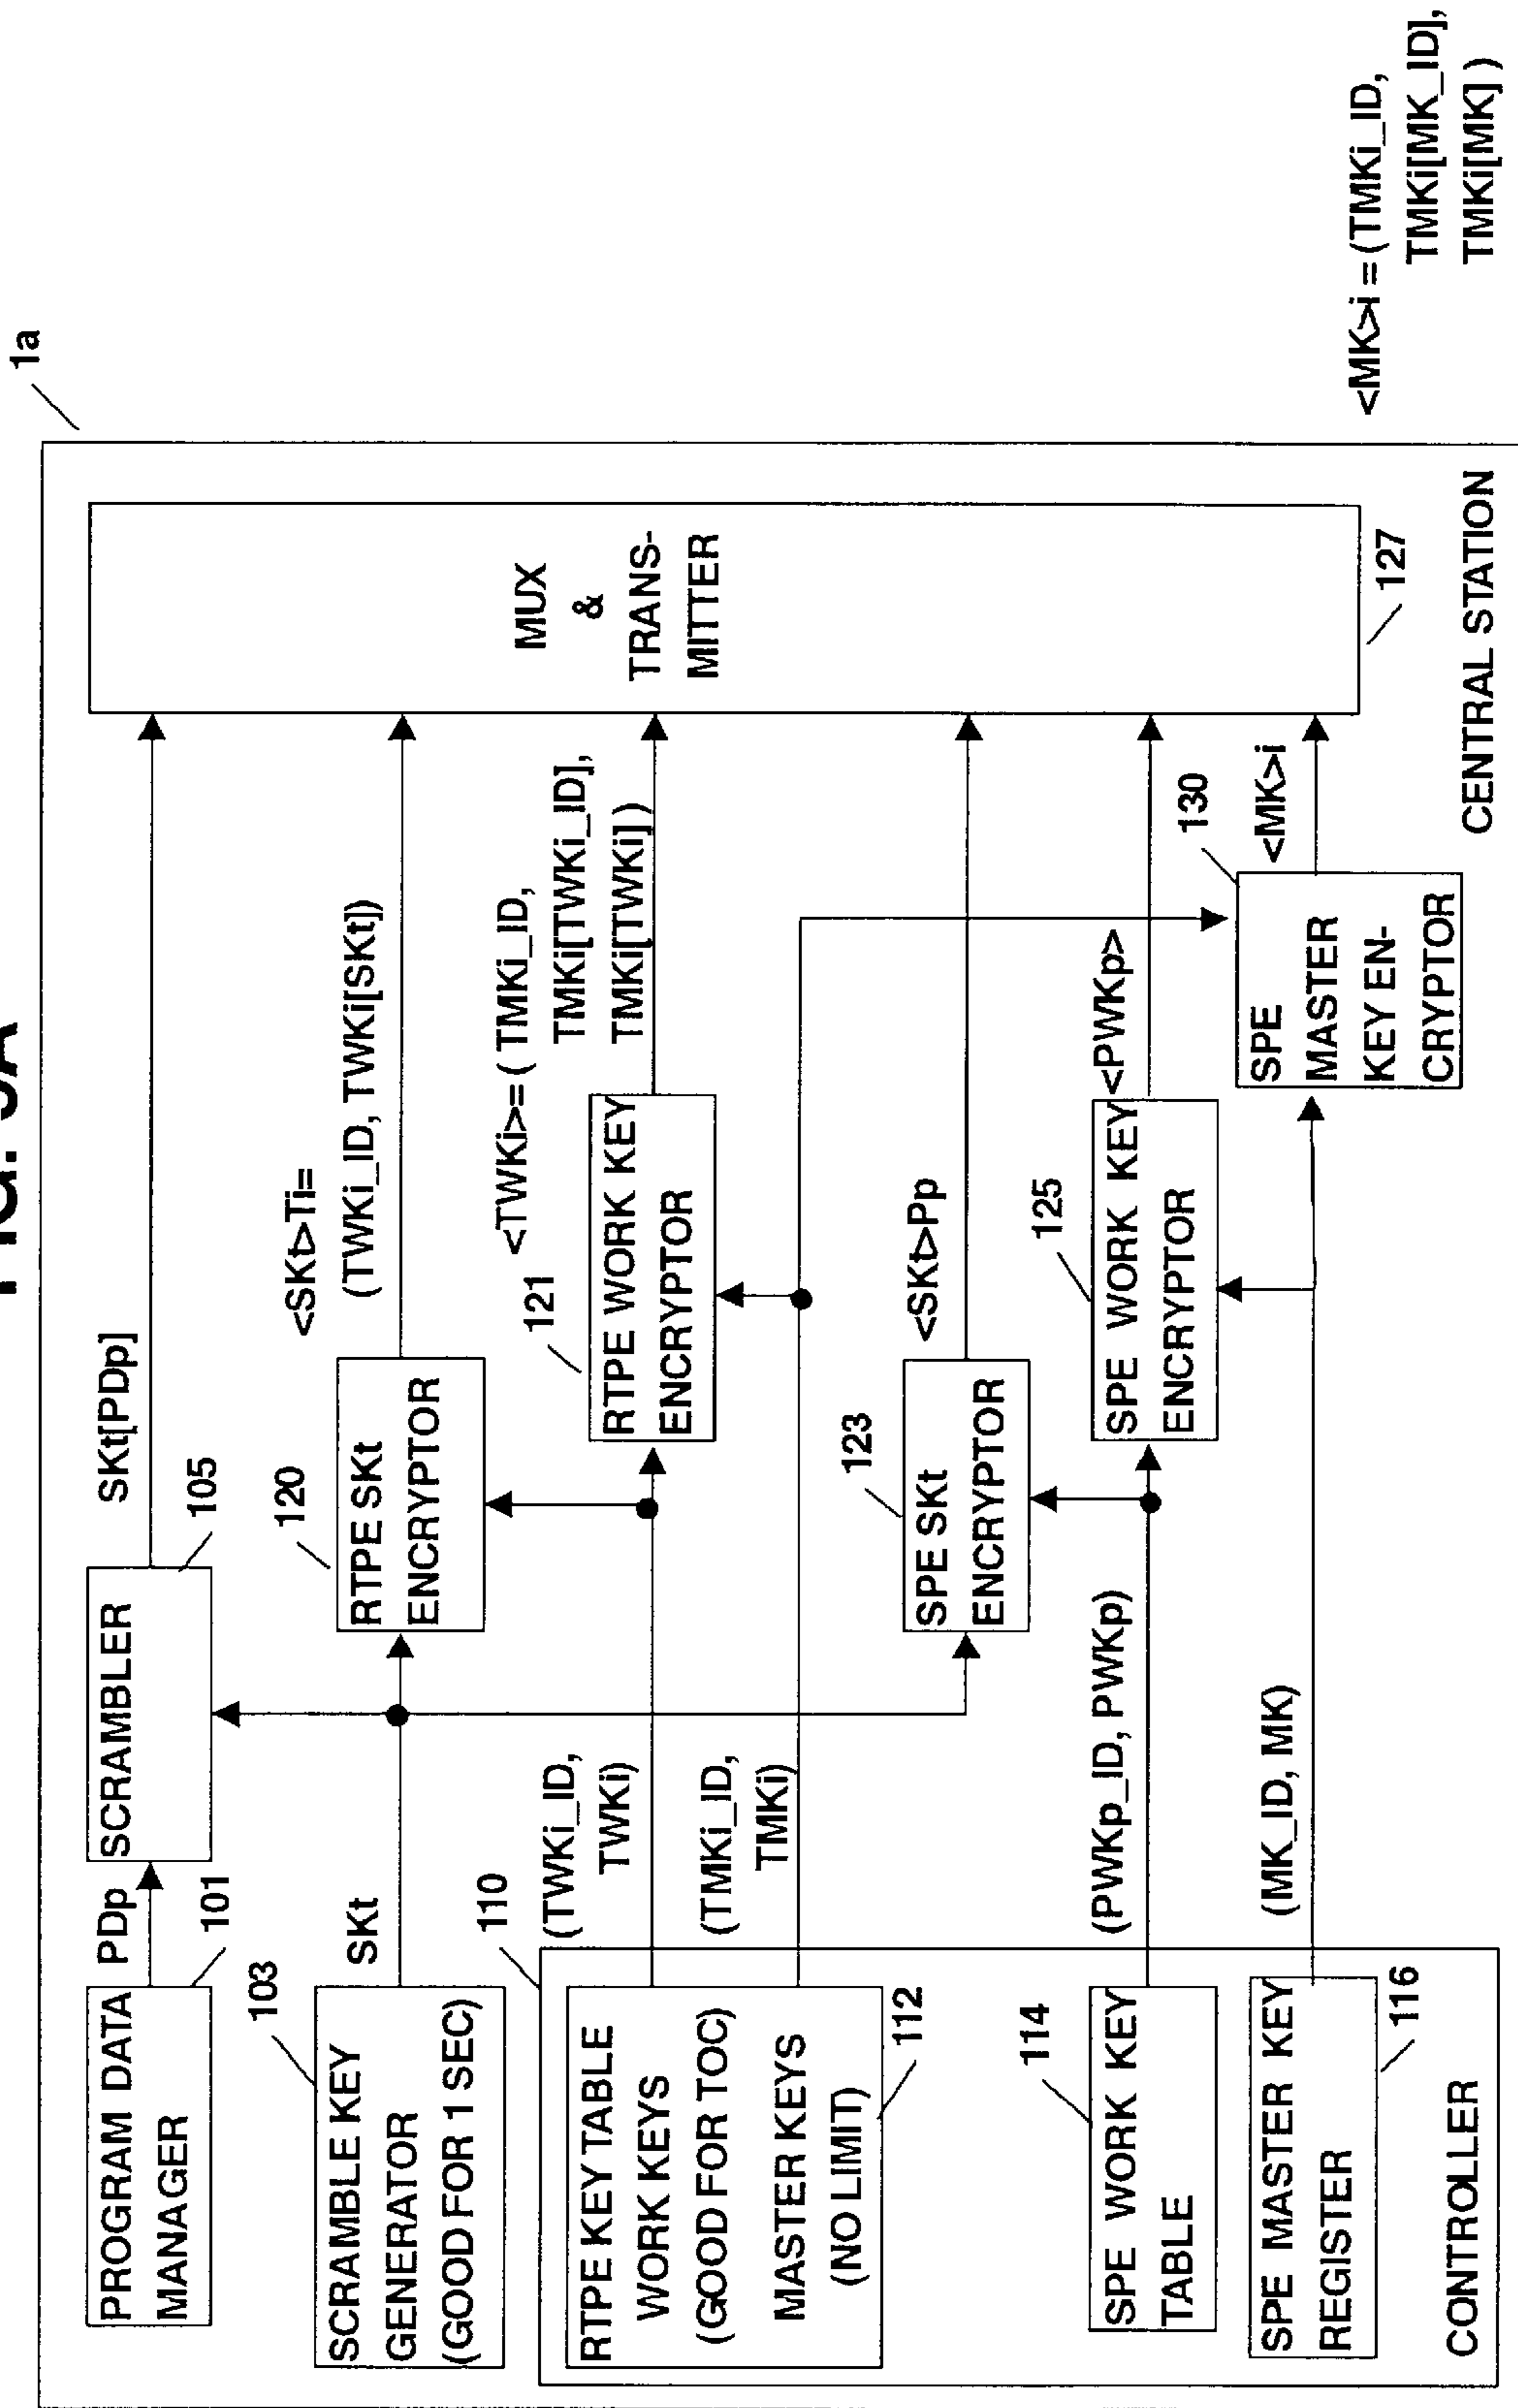 FIG. 3A
1a
PROGRAM DATA
MANAGER
101
PDp
SCRAMBLER
105
SKt[PDp]
103
SCRAMBLE KEY
GENERATOR
(GOOD FOR 1 SEC)
SKt
120
RTPE SKt
ENCRYPTOR
<SKt>Ti=
(TWKi_ID, TWKi[SKt])
110
RTPE KEY TABLE
WORK KEYS
(GOOD FOR TOC)
MASTER KEYS
(NO LIMIT)
112
(TWKi_ID,
TWKi)
(TMKi_ID,
TMKi)
121
RTPE WORK KEY
ENCRYPTOR
<TWKi>=( TMKi_ID,
TMKi[TWKi_ID],
TMKi[TWKi] )
MUX
&
TRANS-
MITTER
127
123
SPE SKt
ENCRYPTOR
<SKt>Pp
114
SPE WORK KEY
TABLE
(PWKp_ID, PWKp)
125
SPE WORK KEY
ENCRYPTOR
<PWKp>
SPE MASTER KEY
REGISTER
116
(MK_ID, MK)
130
SPE
MASTER
KEY EN-
CRYPTOR
<MK>i
CONTROLLER
CENTRAL STATION
<MK>i =(TMKi_ID,
TMKi[MK_ID],
TMKi[MK] )